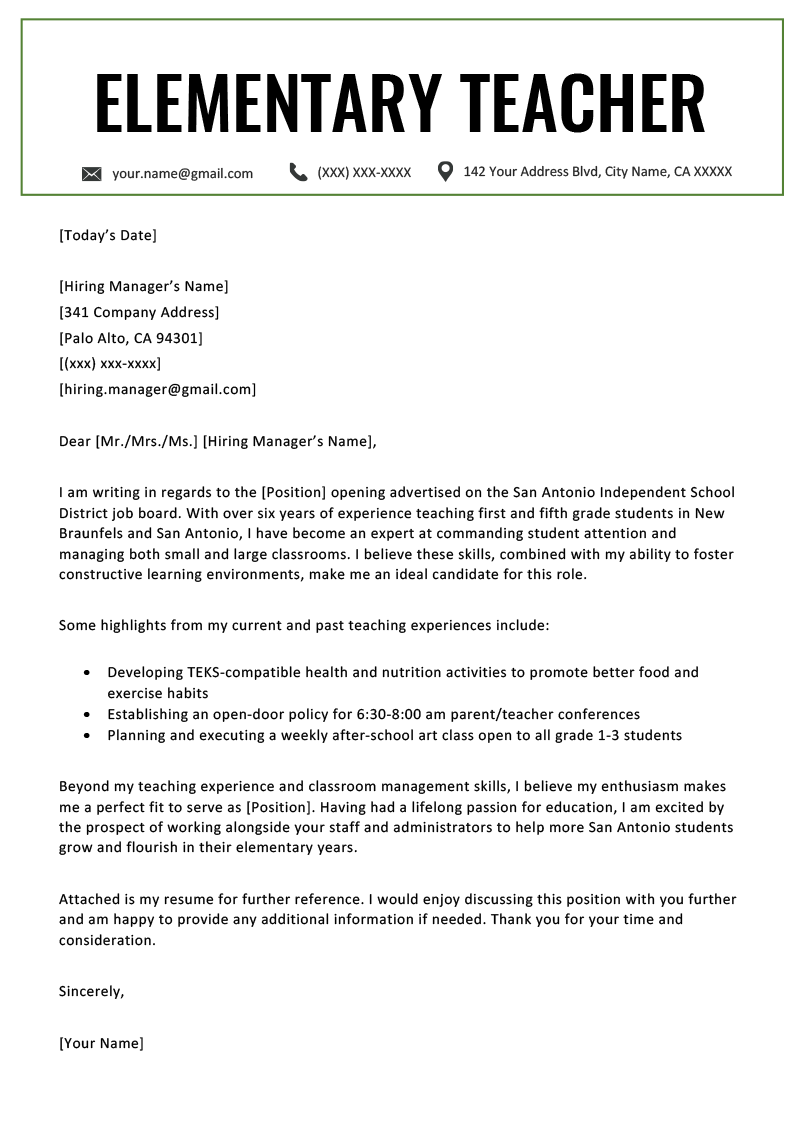 ELEMENTARY TEACHER
your.name@gmail.com (XXX) XXX-XXXX 142 Your Address Blvd, City Name, CA XXXXX
[Today’s Date]
[Hiring Manager’s Name]
[341 Company Address]
[Palo Alto, CA 94301]
[(xxx) xxx-xxxx]
[hiring.manager@gmail.com]
Dear [Mr./Mrs./Ms.] [Hiring Manager’s Name],
I am writing in regards to the [Position] opening advertised on the San Antonio Independent School
District job board. With over six years of experience teaching first and fifth grade students in New
Braunfels and San Antonio, I have become an expert at commanding student attention and
managing both small and large classrooms. I believe these skills, combined with my ability to foster
constructive learning environments, make me an ideal candidate for this role.
Some highlights from my current and past teaching experiences include:
• Developing TEKS-compatible health and nutrition activities to promote better food and
exercise habits
• Establishing an open-door policy for 6:30-8:00 am parent/teacher conferences
• Planning and executing a weekly after-school art class open to all grade 1-3 students
Beyond my teaching experience and classroom management skills, I believe my enthusiasm makes
me a perfect fit to serve as [Position]. Having had a lifelong passion for education, I am excited by
the prospect of working alongside your staff and administrators to help more San Antonio students
grow and flourish in their elementary years.
Attached is my resume for further reference. I would enjoy discussing this position with you further
and am happy to provide any additional information if needed. Thank you for your time and
consideration.
Sincerely,
[Your Name]